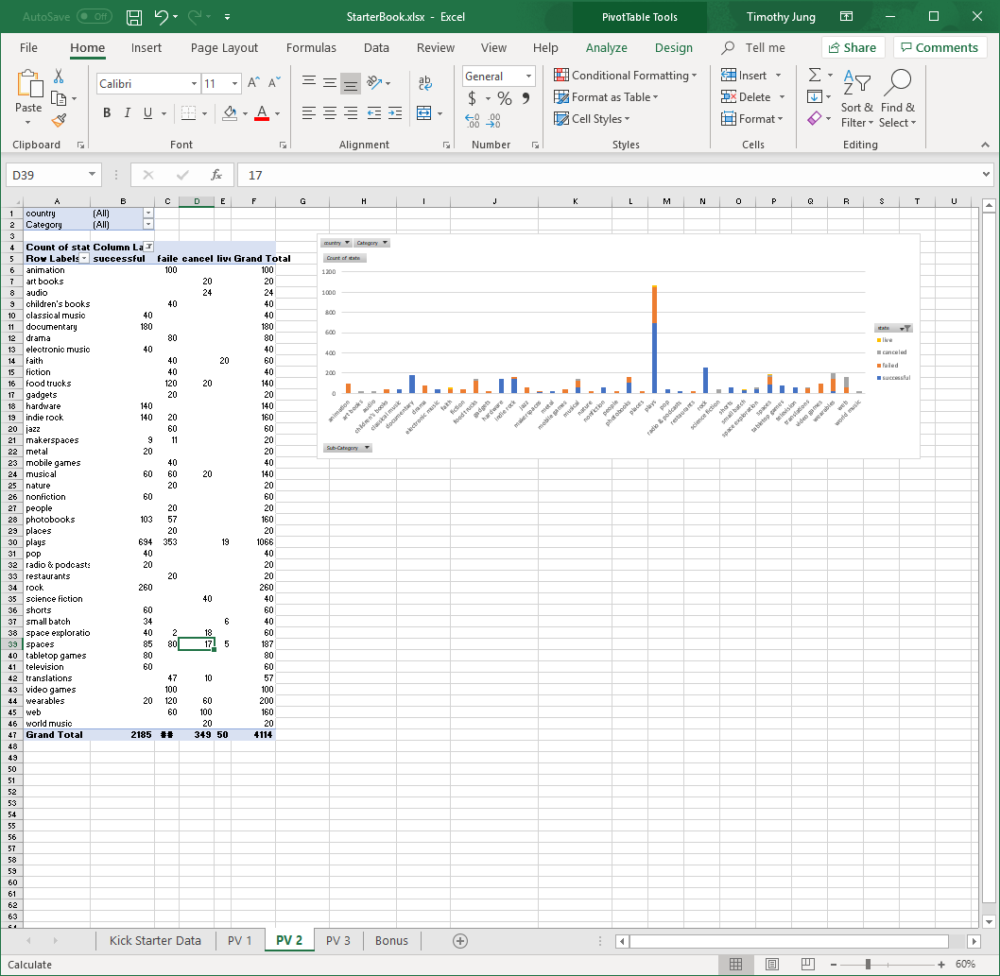 AutoSave Off StarterBook.xlsx - Excel PivotTable Tools Timothy Jung
File Home Insert Page Layout Formulas Data Review View Help Analyze Design Tell me Share Comments
Paste Calibri 11 General Conditional Formatting Insert
$ % Format as Table Delete Sort & Find &
B I U A Cell Styles Format Filter Select
Clipboard Font Alignment Number Styles Cells Editing
D39 fx 17
A B C D E F G H I J K L M N O P Q R S T U
1 country (All)
2 Category (All)
3
4 Count of stat Column La
5 Row Labels successful faile cancel live Grand Total
6 animation 100 100
7 art books 20 20
8 audio 24 24
9 children's books 40 40
10 classical music 40 40
11 documentary 180 180
12 drama 80 80
13 electronic music 40 40
14 faith 40 20 60
15 fiction 40 40
16 food trucks 120 20 140
17 gadgets 20 20
18 hardware 140 140
19 indie rock 140 20 160
20 jazz 60 60
21 makerspaces 9 11 20
22 metal 20 20
23 mobile games 40 40
24 musical 60 60 20 140
25 nature 20 20
26 nonfiction 60 60
27 people 20 20
28 photobooks 103 57 160
29 places 20 20
30 plays 694 353 19 1066
31 pop 40 40
32 radio & podcasts 20 20
33 restaurants 20 20
34 rock 260 260
35 science fiction 40 40
36 shorts 60 60
37 small batch 34 6 40
38 space exploratio 40 2 18 60
39 spaces 85 80 17 5 187
40 tabletop games 80 80
41 television 60 60
42 translations 47 10 57
43 video games 100 100
44 wearables 20 120 60 200
45 web 60 100 160
46 world music 20 20
47 Grand Total 2185 ## 349 50 4114
48
49
50
51
52
53
54
55
56
57
58
59
60
61
62
63
country Category
Count of state
1200
1000
800
600
400
200
0
animation art books audio children's books classical music documentary drama electronic music faith fiction food trucks gadgets hardware indie rock jazz makerspaces metal mobile games musical nature nonfiction people photobooks places plays pop radio & podcasts restaurants rock science fiction shorts small batch space exploration spaces tabletop games television translations video games wearables web world music
state
live
canceled
failed
successful
Sub-Category
Kick Starter Data PV 1 PV 2 PV 3 Bonus
Calculate 60%